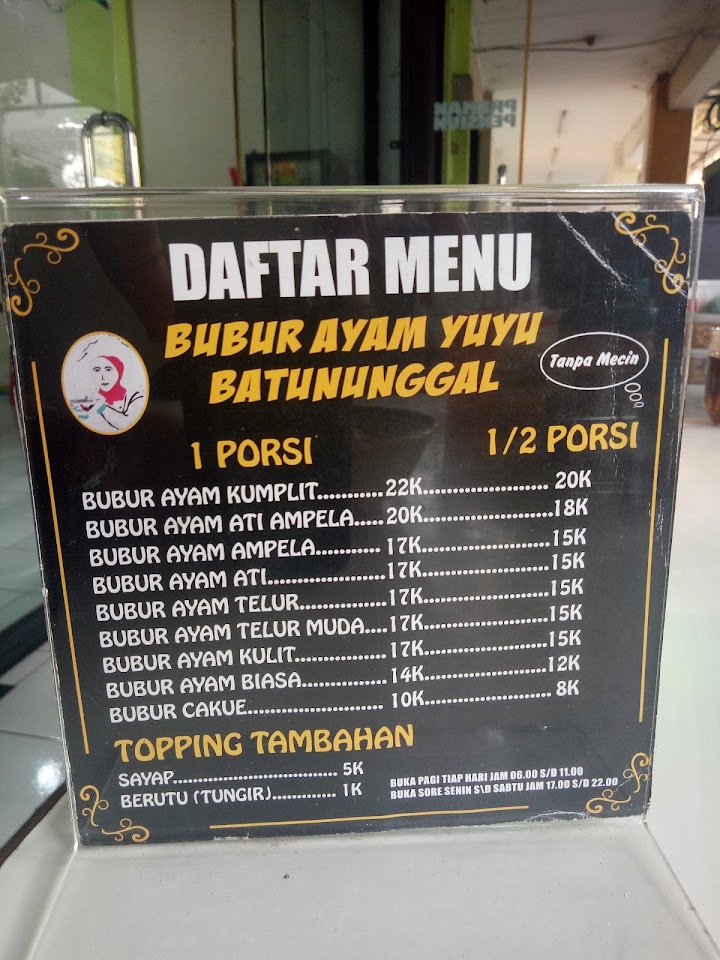 PREMAN
PENSIUN
DAFTAR MENU
BUBUR AYAM YUYU
BATUNUNGGAL
Tanpa Mecin
1 PORSI 1/2 PORSI
BUBUR AYAM KUMPLIT............22K...................... 20K
BUBUR AYAM ATI AMPELA.....20K......................18K
BUBUR AYAM AMPELA............ 17K......................15K
BUBUR AYAM ATI......................17K......................15K
BUBUR AYAM TELUR................17K......................15K
BUBUR AYAM TELUR MUDA....17K......................15K
BUBUR AYAM KULIT.................17K......................15K
BUBUR AYAM BIASA................14K......................12K
BUBUR CAKUE......................... 10K...................... 8K
TOPPING TAMBAHAN
SAYAP................................. 5K
BERUTU (TUNGIR)............. 1K
BUKA PAGI TIAP HARI JAM 06.00 S/D 11.00
BUKA SORE SENIN S\D SABTU JAM 17.00 S/D 22.00